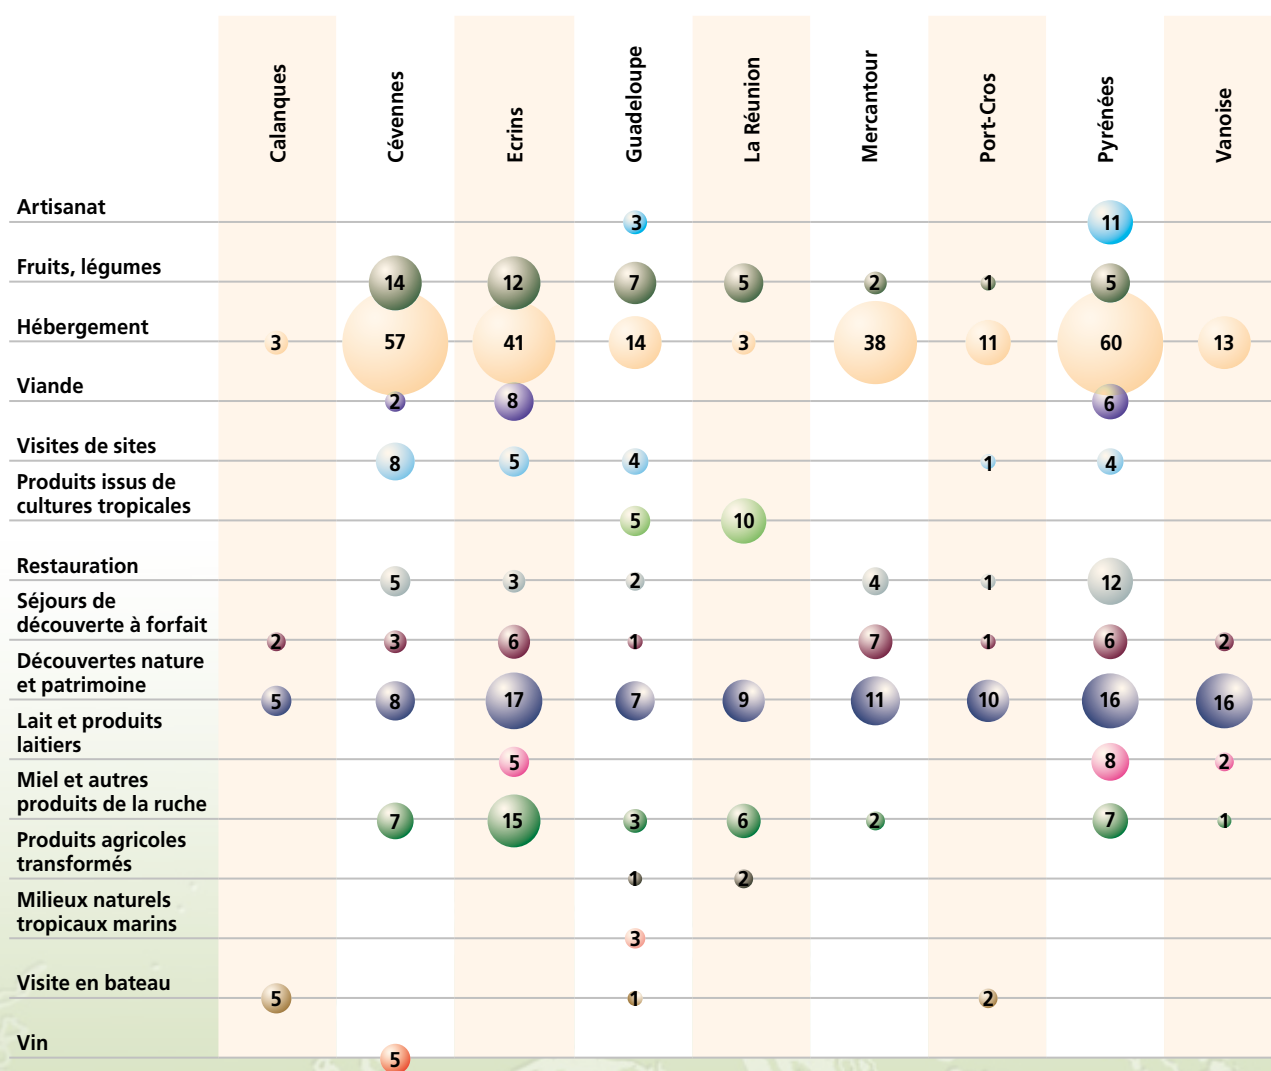 Calanques
Cévennes
Ecrins
Guadeloupe
La Réunion
Mercantour
Port-Cros
Pyrénées
Vanoise
Artisanat
3 11
Fruits, légumes
14 12 7 5 2 1 5
Hébergement
3 57 41 14 3 38 11 60 13
Viande
2 8 6
Visites de sites
8 5 4 1 4
Produits issus de
cultures tropicales
5 10
Restauration
5 3 2 4 1 12
Séjours de
découverte à forfait
2 3 6 1 7 1 6 2
Découvertes nature
et patrimoine
5 8 17 7 9 11 10 16 16
Lait et produits
laitiers
5 8 2
Miel et autres
produits de la ruche
7 15 3 6 2 7 1
Produits agricoles
transformés
1 2
Milieux naturels
tropicaux marins
3
Visite en bateau
5 1 2
Vin
5